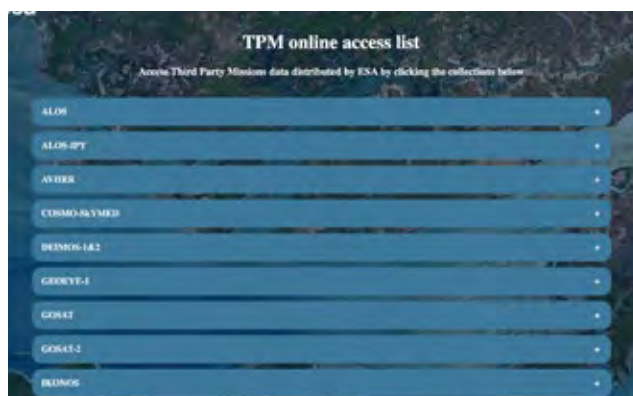 TPM online access list
Access Third Party Missions data distributed by ESA by clicking the collections below
ALOS
+
ALOS-IPY
+
AVHRR
+
COSMO-SkYMED
+
DEIMOS-1&2
+
GEOEYE-1
+
GOSAT
+
GOSAT-2
+
IKONOS
+